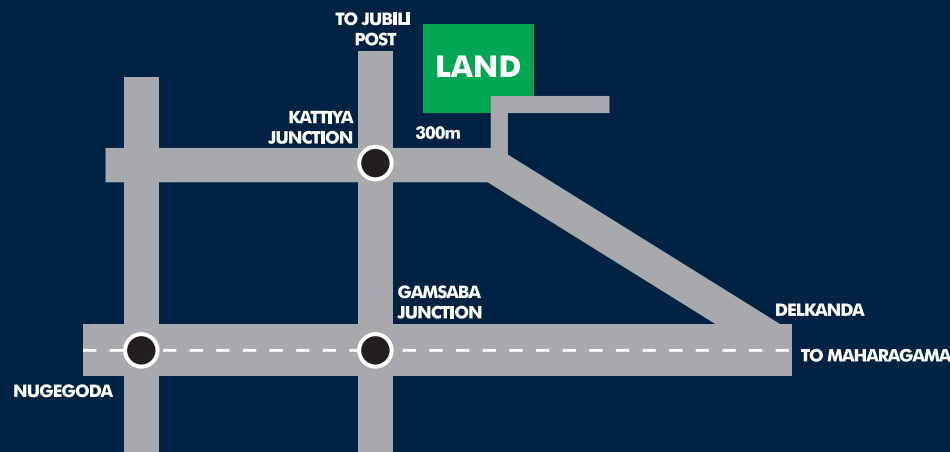 TO JUBILI
POST
LAND
KATTIYA
JUNCTION
300m
GAMSABA
JUNCTION
DELKANDA
TO MAHARAGAMA
NUGEGODA